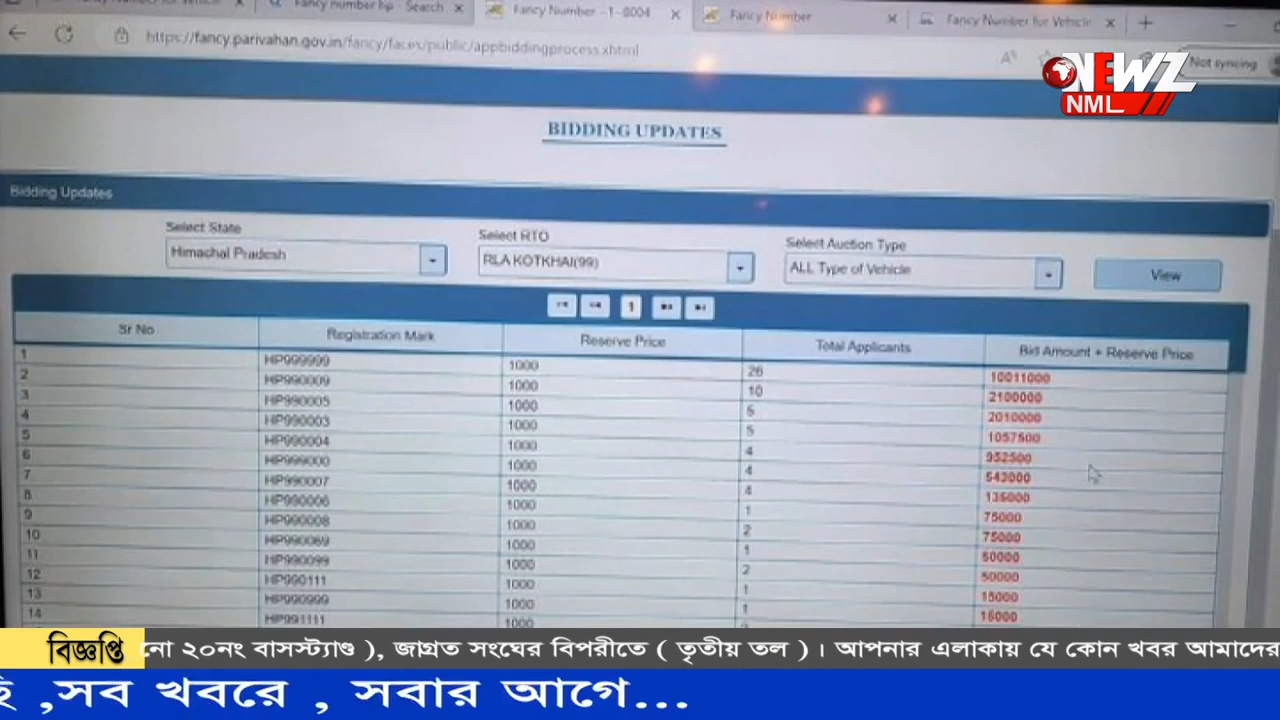 Fancy number hp - Search
Fancy Number - 1-8004
Fancy Number
Fancy Number for Vehicle
https://fancy.parivahan.gov.in/fancy/faces/public/appbiddingprocess.xhtml
Not syncing
NEWZ
NML
BIDDING UPDATES
Bidding Updates
Select State
Select RTO
Select Auction Type
Himachal Pradesh
RLA KOTKHAI(99)
ALL Type of Vehicle
View
1
Sr No Registration Mark Reserve Price Total Applicants Bid Amount + Reserve Price
1 HP999999 1000 26 10011000
2 HP990009 1000 10 2100000
3 HP990005 1000 5 2010000
4 HP990003 1000 5 1057500
5 HP990004 1000 4 952500
6 HP999000 1000 4 543000
7 HP990007 1000 4 135000
8 HP990006 1000 1 75000
9 HP990008 1000 2 75000
10 HP990069 1000 1 50000
11 HP990099 1000 2 50000
12 HP990111 1000 1 15000
13 HP990999 1000 1 15000
14 HP991111 1000
বিজ্ঞপ্তি
নো ২০নং বাসস্ট্যাণ্ড ), জাগ্রত সংঘের বিপরীতে ( তৃতীয় তল ) । আপনার এলাকায় যে কোন খবর আমাদের
ছি ,সব খবরে , সবার আগে...